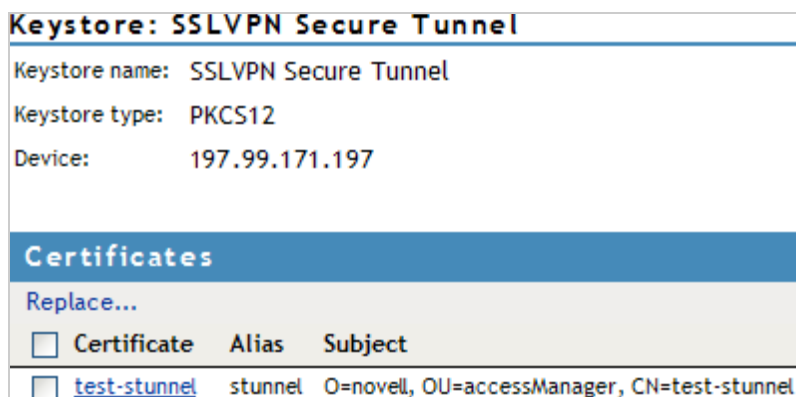 Keystore: SSLVPN Secure Tunnel
Keystore name: SSLVPN Secure Tunnel
Keystore type: PKCS12
Device: 197.99.171.197
Certificates
Replace...
Certificate Alias Subject
test-stunnel stunnel O=novell, OU=accessManager, CN=test-stunnel